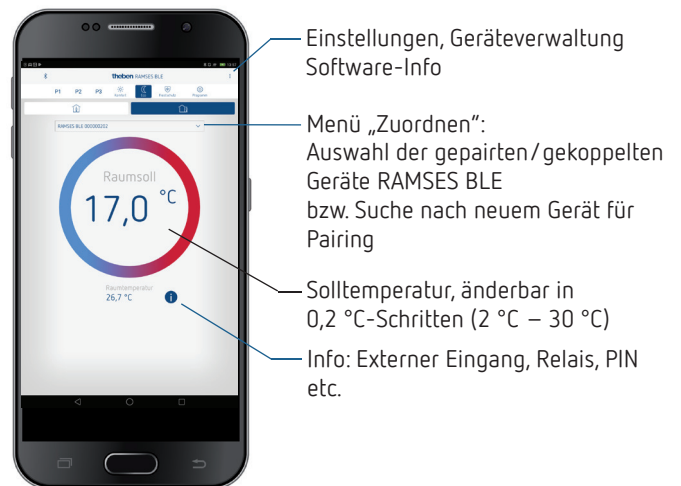 theben RAMSES BLE
P1 P2 P3
RAMSES BLE 000000202
Raumsoll
17,0 °C
Raumtemperatur
26,7 °C
Einstellungen, Geräteverwaltung
Software-Info
Menü „Zuordnen“:
Auswahl der gepairten/gekoppelten
Geräte RAMSES BLE
bzw. Suche nach neuem Gerät für
Pairing
Solltemperatur, änderbar in
0,2 °C-Schritten (2 °C – 30 °C)
Info: Externer Eingang, Relais, PIN
etc.